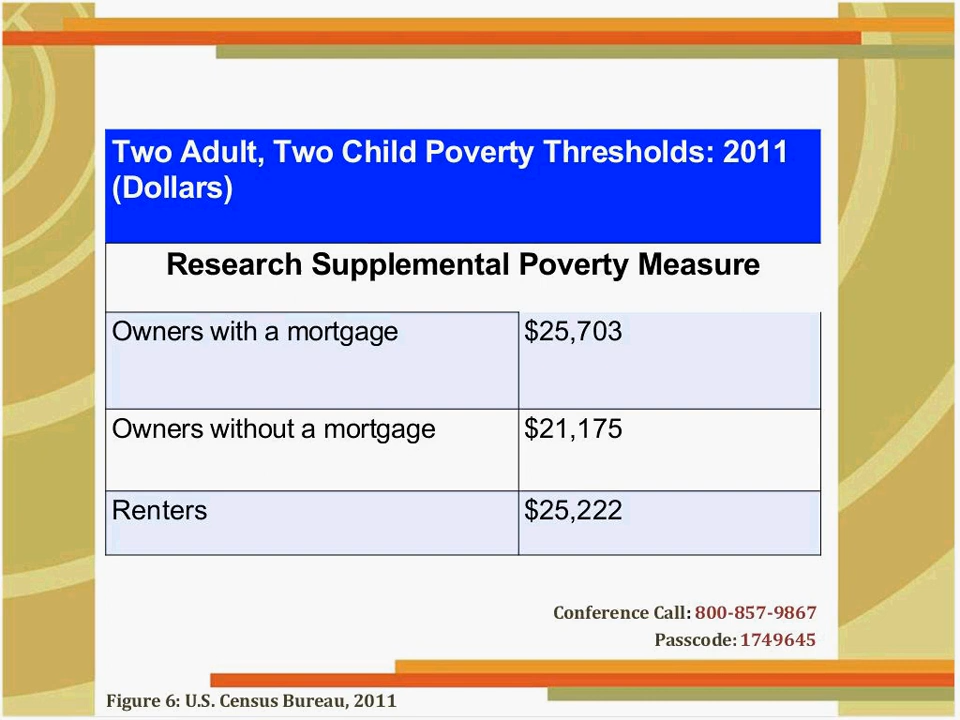 Two Adult, Two Child Poverty Thresholds: 2011
(Dollars)
Research Supplemental Poverty Measure
Owners with a mortgage $25,703
Owners without a mortgage $21,175
Renters $25,222
Conference Call: 800-857-9867
Passcode: 1749645
Figure 6: U.S. Census Bureau, 2011